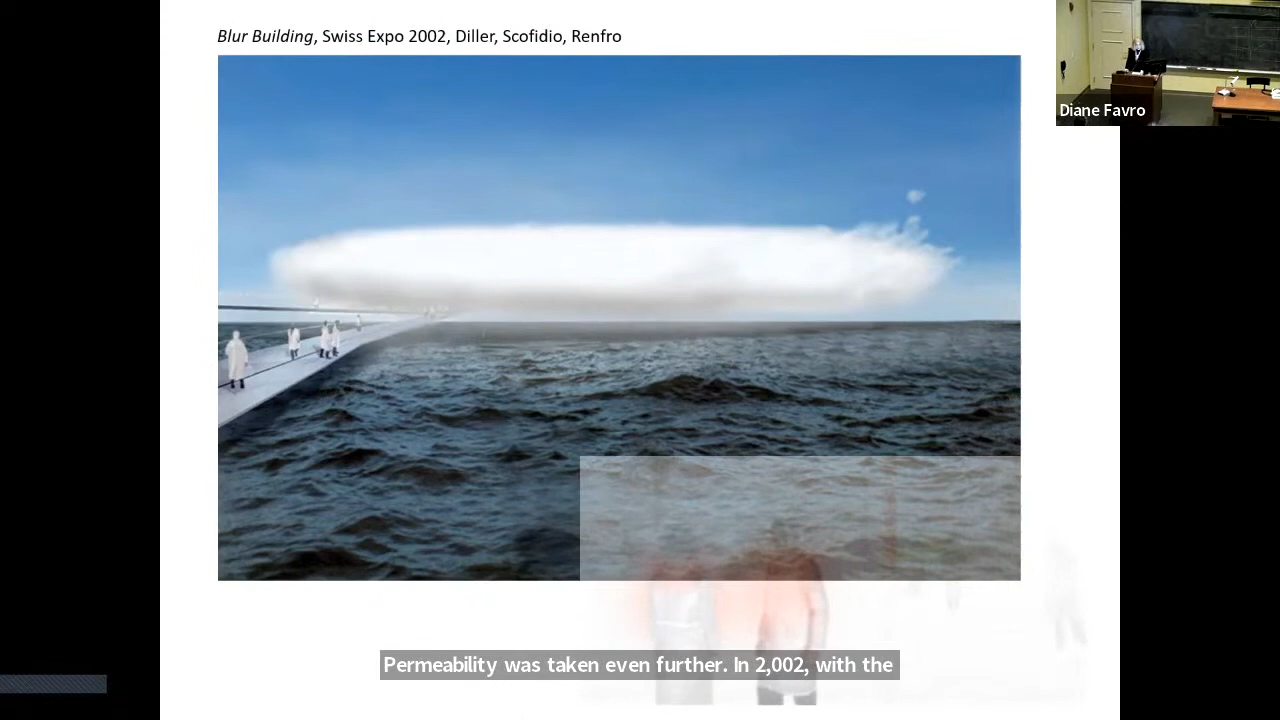 Blur Building, Swiss Expo 2002, Diller, Scofidio, Renfro
Diane Favro
Permeability was taken even further. In 2,002, with the